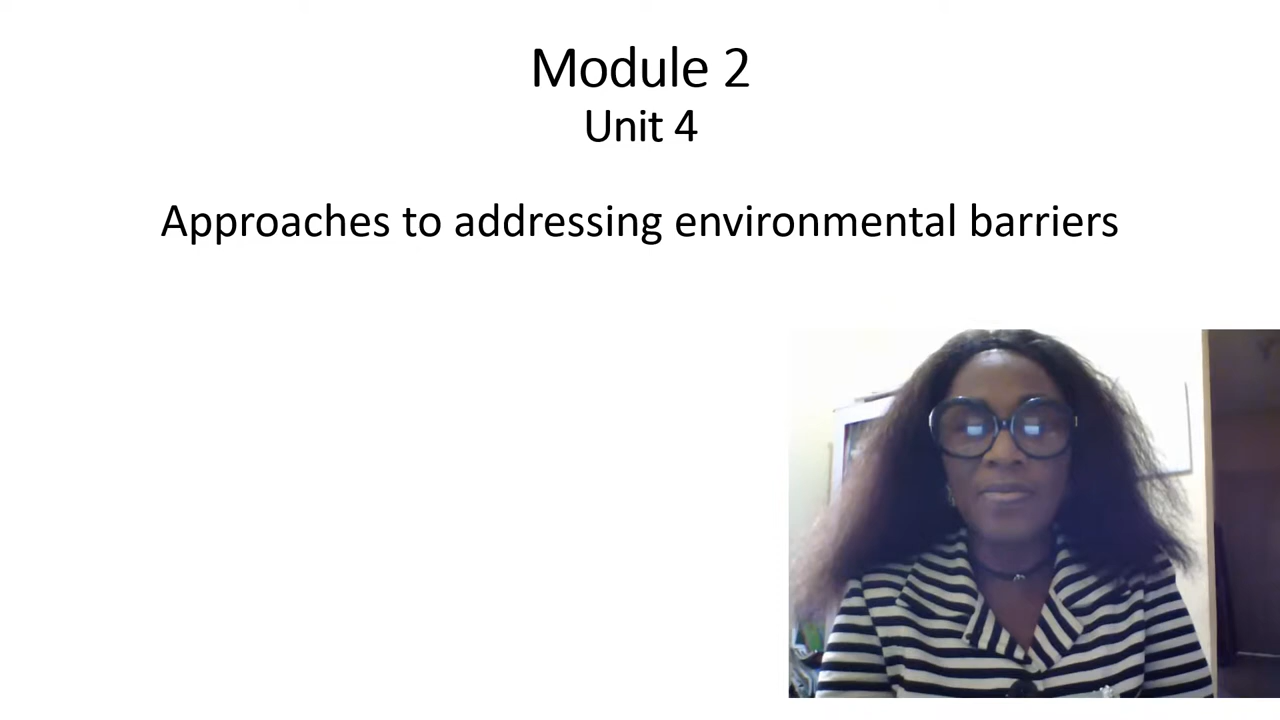 Module 2
Unit 4
Approaches to addressing environmental barriers